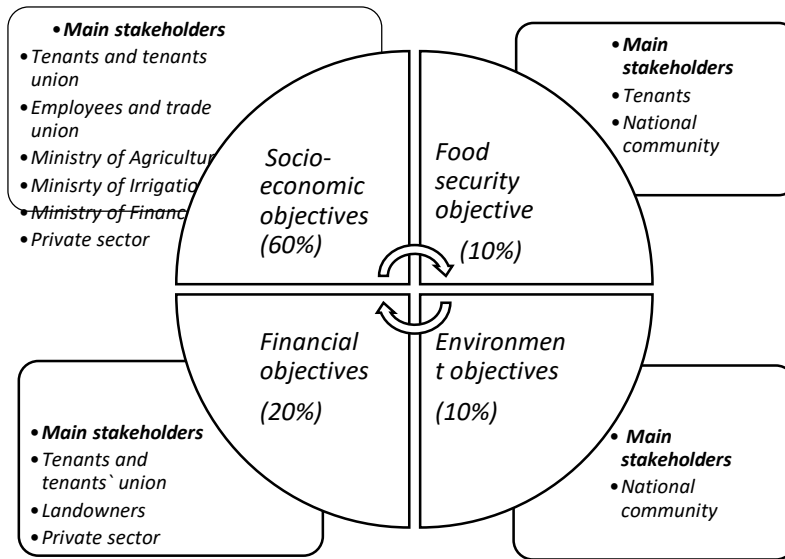 • Main stakeholders
• Tenants and tenants
union
• Employees and trade
union
• Ministry of Agricultur
• Minisrty of Irrigatio
• Ministry of Financ
• Private sector
• Main
stakeholders
• Tenants
• National
community
Socio-
economic
objectives
(60%)
Food
security
objective
(10%)
Financial
objectives
(20%)
Environmen
t objectives
(10%)
• Main stakeholders
• Tenants and
tenants` union
• Landowners
• Private sector
• Main
stakeholders
• National
community